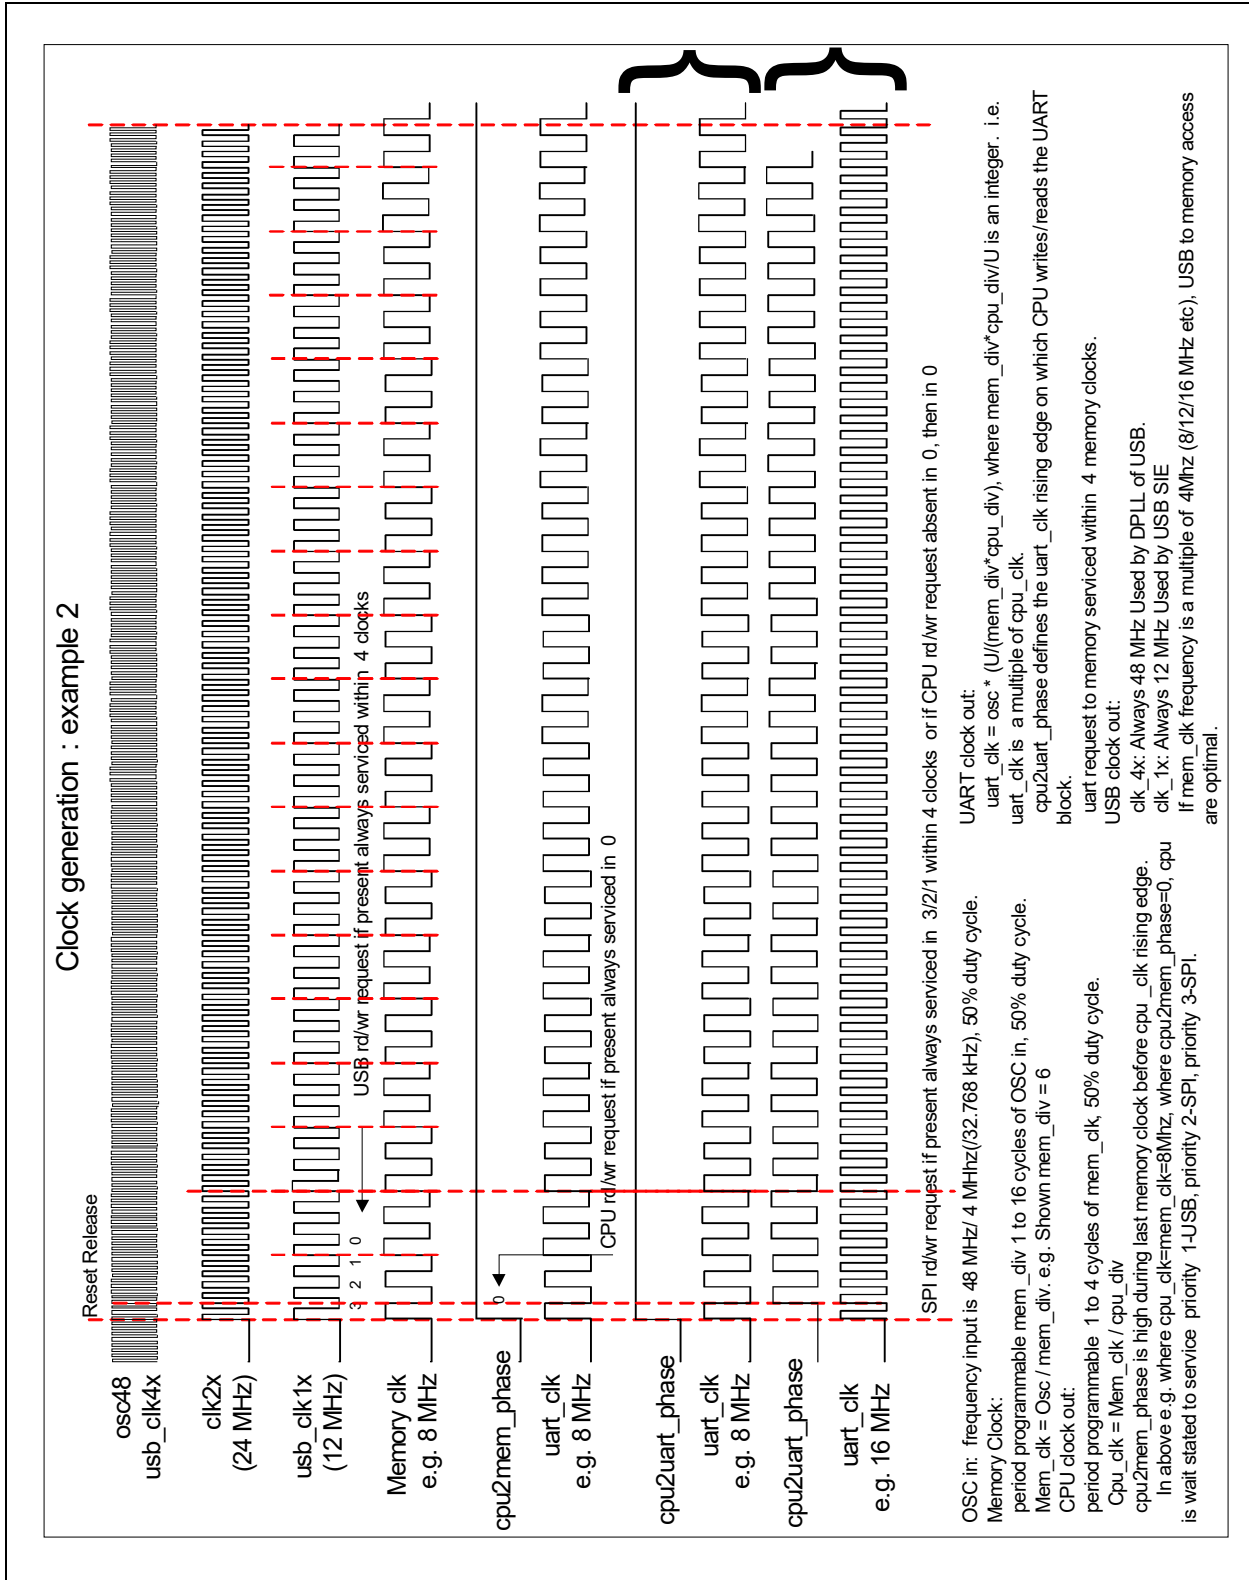 Clock generation : example 2
Reset Release
osc48
usb_clk4x
clk2x
(24 MHz)
usb_clk1x
(12 MHz)
3 2 1 0
USB rd/wr request if present always serviced within 4 clocks
Memory clk
e.g. 8 MHz
cpu2mem_phase
0
CPU rd/wr request if present always serviced in 0
uart_clk
e.g. 8 MHz
cpu2uart_phase
uart_clk
e.g. 8 MHz
cpu2uart_phase
uart_clk
e.g. 16 MHz
SPI rd/wr request if present always serviced in 3/2/1 within 4 clocks or if CPU rd/wr request absent in 0, then in 0
OSC in: frequency input is 48 MHz/ 4 MHhz(/32.768 kHz), 50% duty cycle.
Memory Clock:
period programmable mem_div 1 to 16 cycles of OSC in, 50% duty cycle.
Mem_clk = Osc / mem_div. e.g. Shown mem_div = 6
CPU clock out:
period programmable 1 to 4 cycles of mem_clk, 50% duty cycle.
Cpu_clk = Mem_clk / cpu_div
cpu2mem_phase is high during last memory clock before cpu_clk rising edge.
In above e.g. where cpu_clk=mem_clk=8Mhz, where cpu2mem_phase=0, cpu
is wait stated to service priority 1-USB, priority 2-SPI, priority 3-SPI.
UART clock out:
uart_clk = osc * (U/(mem_div*cpu_div), where mem_div*cpu_div/U is an integer. i.e.
uart_clk is a multiple of cpu_clk.
cpu2uart_phase defines the uart_clk rising edge on which CPU writes/reads the UART
block.
uart request to memory serviced within 4 memory clocks.
USB clock out:
clk_4x: Always 48 MHz Used by DPLL of USB.
clk_1x: Always 12 MHz Used by USB SIE
If mem_clk frequency is a multiple of 4Mhz (8/12/16 MHz etc), USB to memory access
are optimal.